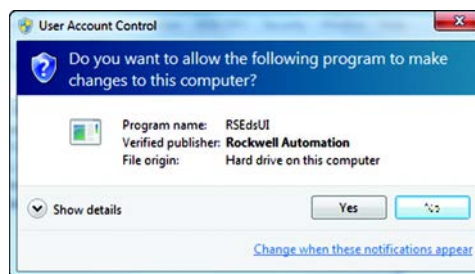 User Account Control
Do you want to allow the following program to make
changes to this computer?
Program name: RSEdsUI
Verified publisher: Rockwell Automation
File origin: Hard drive on this computer
Show details
Yes
Change when these notifications appear